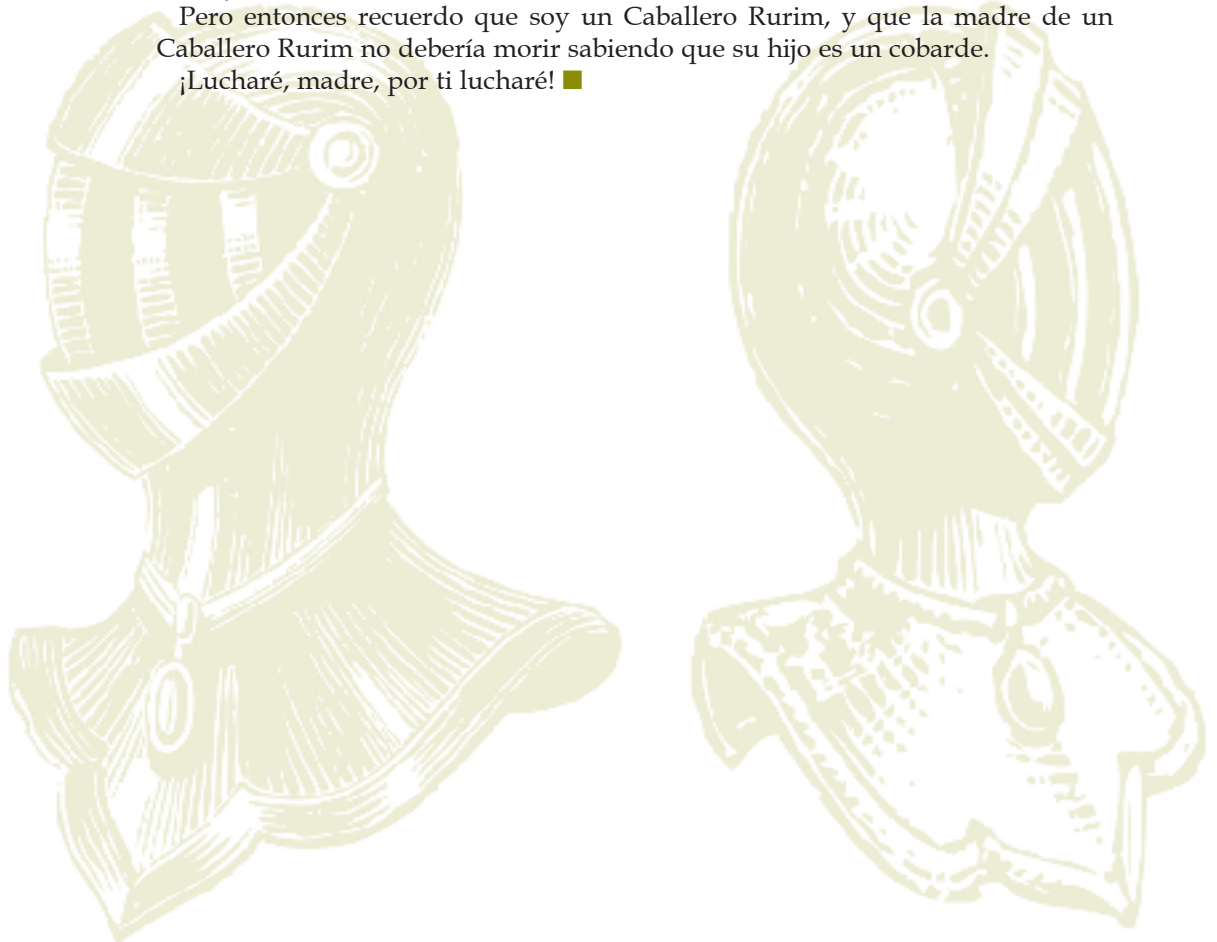 Pero entonces recuerdo que soy un Caballero Rurim, y que la madre de un
Caballero Rurim no debería morir sabiendo que su hijo es un cobarde.
¡Lucharé, madre, por ti lucharé!